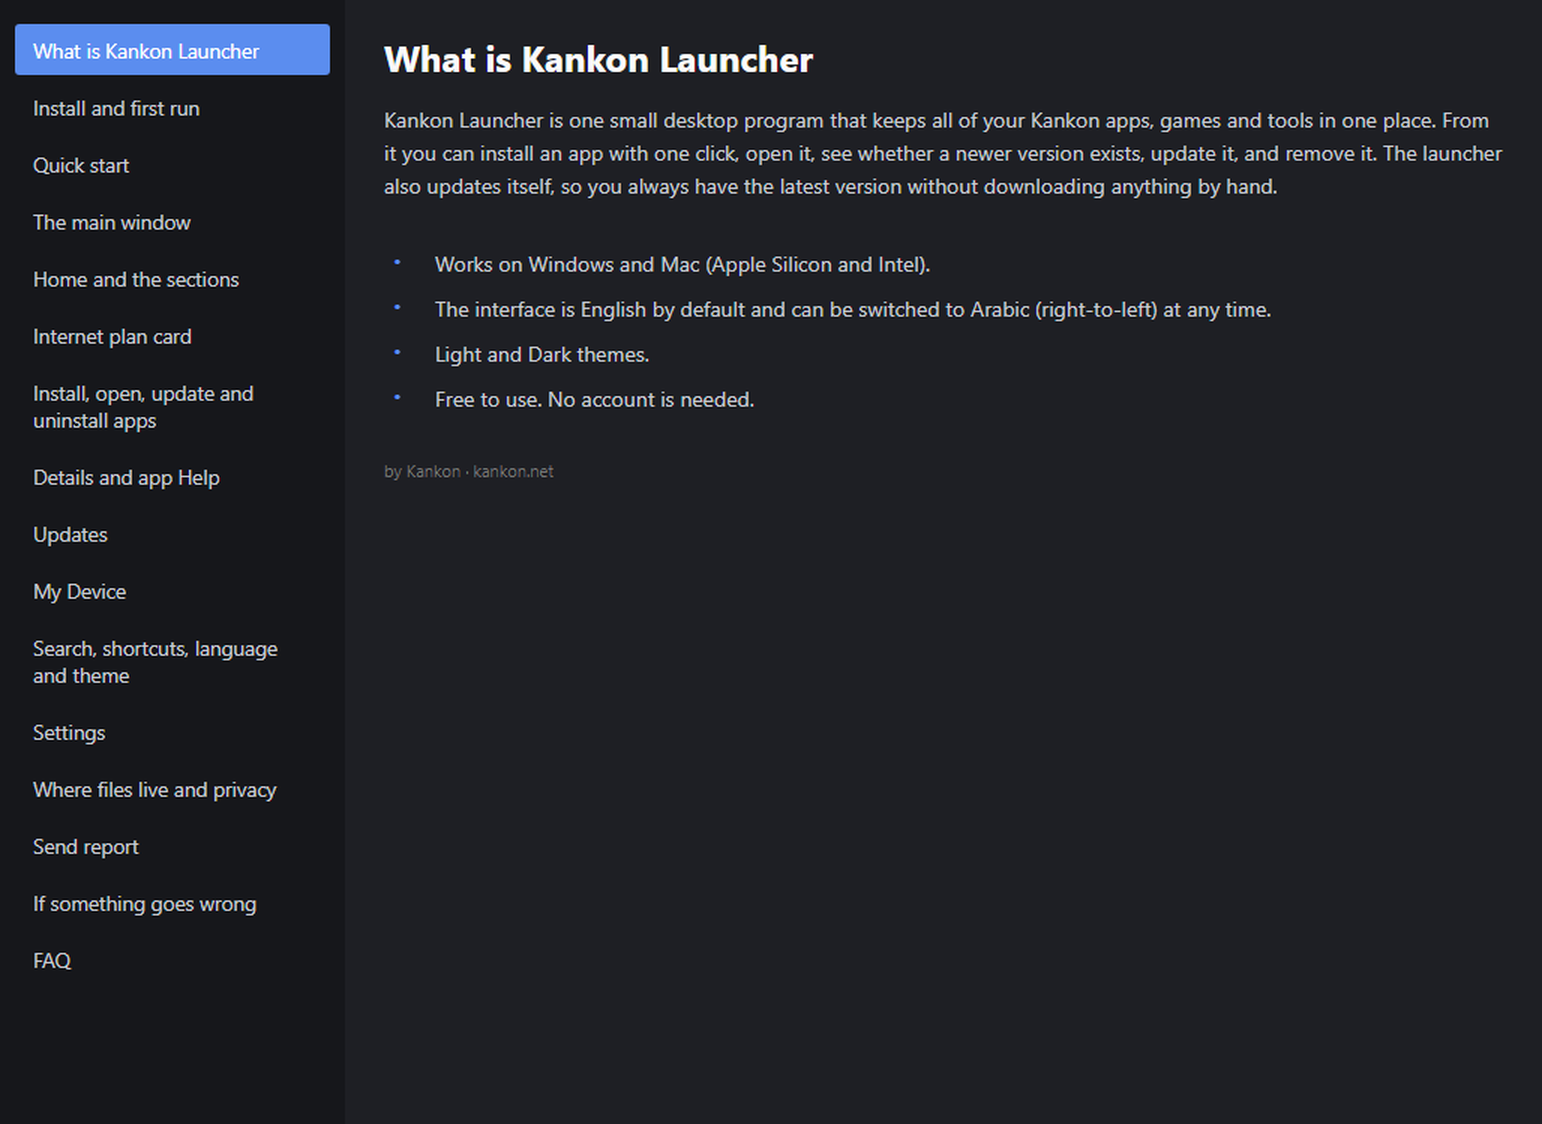 What is Kankon Launcher
Install and first run
Quick start
The main window
Home and the sections
Internet plan card
Install, open, update and
uninstall apps
Details and app Help
Updates
My Device
Search, shortcuts, language
and theme
Settings
Where files live and privacy
Send report
If something goes wrong
FAQ
What is Kankon Launcher
Kankon Launcher is one small desktop program that keeps all of your Kankon apps, games and tools in one place. From
it you can install an app with one click, open it, see whether a newer version exists, update it, and remove it. The launcher
also updates itself, so you always have the latest version without downloading anything by hand.
• Works on Windows and Mac (Apple Silicon and Intel).
• The interface is English by default and can be switched to Arabic (right-to-left) at any time.
• Light and Dark themes.
• Free to use. No account is needed.
by Kankon · kankon.net